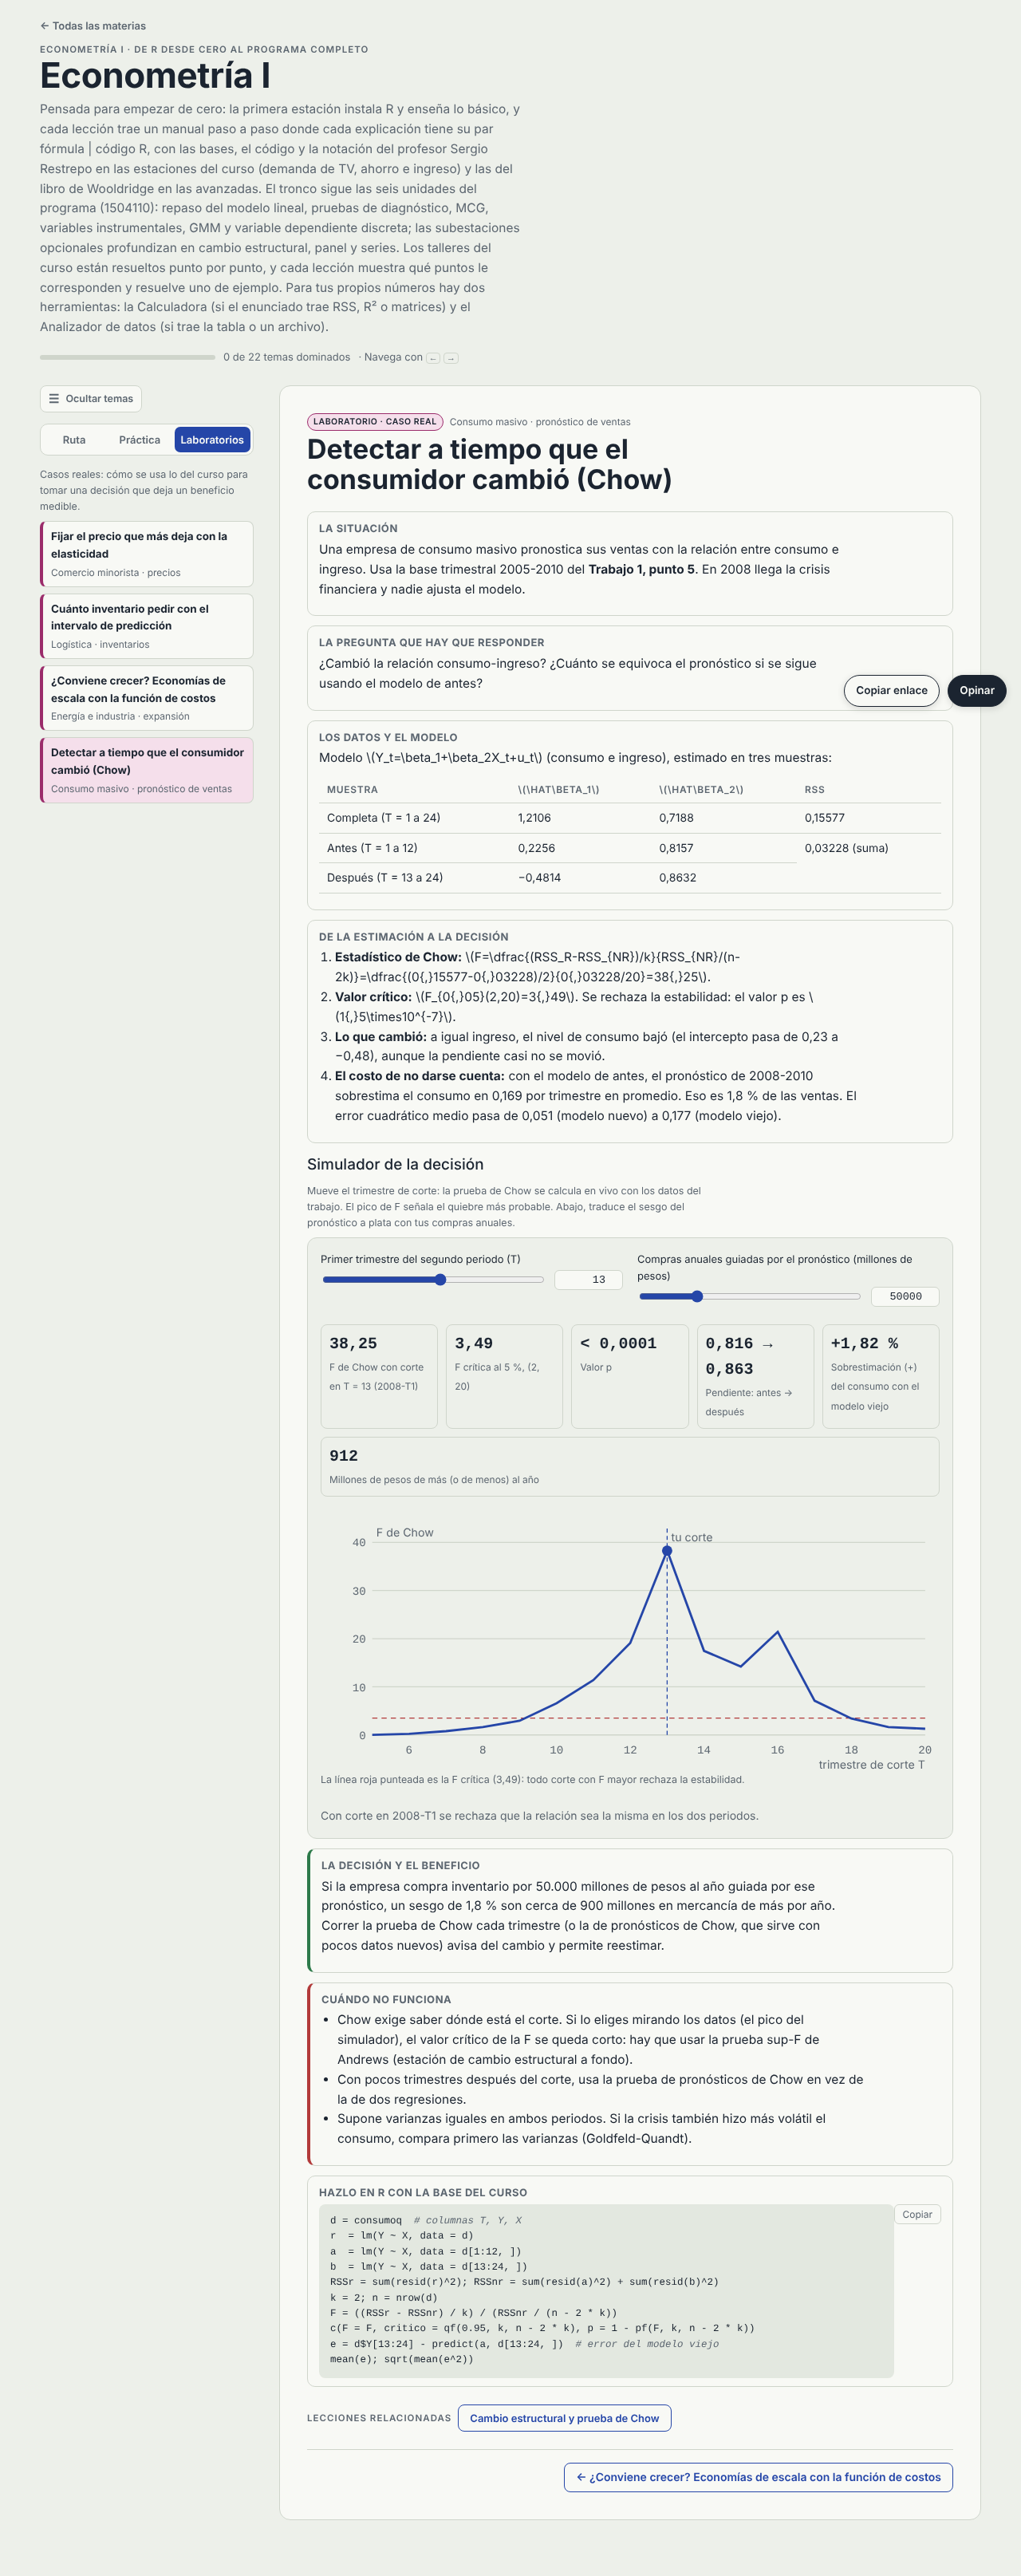 ← Todas las materias
ECONOMETRÍA I · DE R DESDE CERO AL PROGRAMA COMPLETO
Econometría I
Pensada para empezar de cero: la primera estación instala R y enseña lo básico, y
cada lección trae un manual paso a paso donde cada explicación tiene su par
fórmula | código R, con las bases, el código y la notación del profesor Sergio
Restrepo en las estaciones del curso (demanda de TV, ahorro e ingreso) y las del
libro de Wooldridge en las avanzadas. El tronco sigue las seis unidades del
programa (1504110): repaso del modelo lineal, pruebas de diagnóstico, MCG,
variables instrumentales, GMM y variable dependiente discreta; las subestaciones
opcionales profundizan en cambio estructural, panel y series. Los talleres del
curso están resueltos punto por punto, y cada lección muestra qué puntos le
corresponden y resuelve uno de ejemplo. Para tus propios números hay dos
herramientas: la Calculadora (si el enunciado trae RSS, R² o matrices) y el
Analizador de datos (si trae la tabla o un archivo).
0 de 22 temas dominados · Navega con ← →
☰ Ocultar temas
Ruta Práctica Laboratorios
Casos reales: cómo se usa lo del curso para
tomar una decisión que deja un beneficio
medible.
Fijar el precio que más deja con la
elasticidad
Comercio minorista · precios
Cuánto inventario pedir con el
intervalo de predicción
Logística · inventarios
¿Conviene crecer? Economías de
escala con la función de costos
Energía e industria · expansión
Detectar a tiempo que el consumidor
cambió (Chow)
Consumo masivo · pronóstico de ventas
LABORATORIO · CASO REAL Consumo masivo · pronóstico de ventas
Detectar a tiempo que el
consumidor cambió (Chow)
LA SITUACIÓN
Una empresa de consumo masivo pronostica sus ventas con la relación entre consumo e
ingreso. Usa la base trimestral 2005-2010 del Trabajo 1, punto 5. En 2008 llega la crisis
financiera y nadie ajusta el modelo.
LA PREGUNTA QUE HAY QUE RESPONDER
¿Cambió la relación consumo-ingreso? ¿Cuánto se equivoca el pronóstico si se sigue
usando el modelo de antes?
Copiar enlace Opinar
LOS DATOS Y EL MODELO
Modelo \(Y_t=\beta_1+\beta_2X_t+u_t\) (consumo e ingreso), estimado en tres muestras:
MUESTRA \(\HAT\BETA_1\) \(\HAT\BETA_2\) RSS
Completa (T = 1 a 24) 1,2106 0,7188 0,15577
Antes (T = 1 a 12) 0,2256 0,8157 0,03228 (suma)
Después (T = 13 a 24) −0,4814 0,8632
DE LA ESTIMACIÓN A LA DECISIÓN
1. Estadístico de Chow: \(F=\dfrac{(RSS_R-RSS_{NR})/k}{RSS_{NR}/(n-
2k)}=\dfrac{(0{,}15577-0{,}03228)/2}{0{,}03228/20}=38{,}25\).
2. Valor crítico: \(F_{0{,}05}(2,20)=3{,}49\). Se rechaza la estabilidad: el valor p es \
(1{,}5\times10^{-7}\).
3. Lo que cambió: a igual ingreso, el nivel de consumo bajó (el intercepto pasa de 0,23 a
−0,48), aunque la pendiente casi no se movió.
4. El costo de no darse cuenta: con el modelo de antes, el pronóstico de 2008-2010
sobrestima el consumo en 0,169 por trimestre en promedio. Eso es 1,8 % de las ventas. El
error cuadrático medio pasa de 0,051 (modelo nuevo) a 0,177 (modelo viejo).
Simulador de la decisión
Mueve el trimestre de corte: la prueba de Chow se calcula en vivo con los datos del
trabajo. El pico de F señala el quiebre más probable. Abajo, traduce el sesgo del
pronóstico a plata con tus compras anuales.
Primer trimestre del segundo periodo (T)
13
Compras anuales guiadas por el pronóstico (millones de
pesos)
50000
38,25
F de Chow con corte
en T = 13 (2008-T1)
3,49
F crítica al 5 %, (2,
20)
< 0,0001
Valor p
0,816 →
0,863
Pendiente: antes →
después
+1,82 %
Sobrestimación (+)
del consumo con el
modelo viejo
912
Millones de pesos de más (o de menos) al año
F de Chow
tu corte
40
30
20
10
0
6 8 10 12 14 16 18 20
trimestre de corte T
La línea roja punteada es la F crítica (3,49): todo corte con F mayor rechaza la estabilidad.
Con corte en 2008-T1 se rechaza que la relación sea la misma en los dos periodos.
LA DECISIÓN Y EL BENEFICIO
Si la empresa compra inventario por 50.000 millones de pesos al año guiada por ese
pronóstico, un sesgo de 1,8 % son cerca de 900 millones en mercancía de más por año.
Correr la prueba de Chow cada trimestre (o la de pronósticos de Chow, que sirve con
pocos datos nuevos) avisa del cambio y permite reestimar.
CUÁNDO NO FUNCIONA
• Chow exige saber dónde está el corte. Si lo eliges mirando los datos (el pico del
simulador), el valor crítico de la F se queda corto: hay que usar la prueba sup-F de
Andrews (estación de cambio estructural a fondo).
• Con pocos trimestres después del corte, usa la prueba de pronósticos de Chow en vez de
la de dos regresiones.
• Supone varianzas iguales en ambos periodos. Si la crisis también hizo más volátil el
consumo, compara primero las varianzas (Goldfeld-Quandt).
HAZLO EN R CON LA BASE DEL CURSO
Copiar
d = consumoq  # columnas T, Y, X
r  = lm(Y ~ X, data = d)
a  = lm(Y ~ X, data = d[1:12, ])
b  = lm(Y ~ X, data = d[13:24, ])
RSSr = sum(resid(r)^2); RSSnr = sum(resid(a)^2) + sum(resid(b)^2)
k = 2; n = nrow(d)
F = ((RSSr - RSSnr) / k) / (RSSnr / (n - 2 * k))
c(F = F, critico = qf(0.95, k, n - 2 * k), p = 1 - pf(F, k, n - 2 * k))
e = d$Y[13:24] - predict(a, d[13:24, ])  # error del modelo viejo
mean(e); sqrt(mean(e^2))
LECCIONES RELACIONADAS Cambio estructural y prueba de Chow
← ¿Conviene crecer? Economías de escala con la función de costos